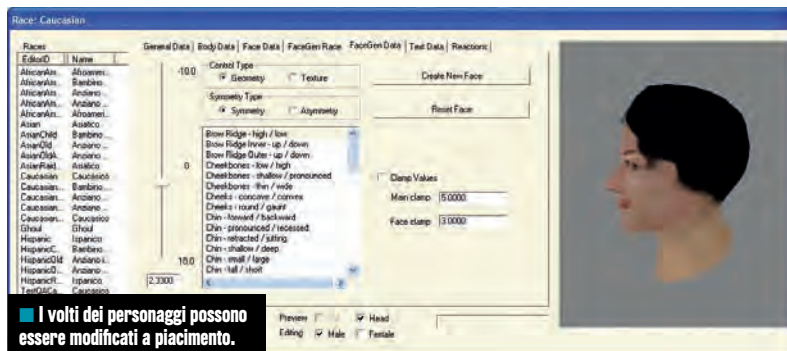 Race: Caucasian
Races
EditorID Name
AfricanAm... Afroameri...
AfricanAm... Bambino...
AfricanAm... Anziano...
AfricanAm... Anziano...
AfricanAm... Afroameri...
Asian Asiatico
AsianChild Bambino...
AsianOld Anziano...
AsianOldA... Anziano...
AsianRaid... Asiatico
Caucasian Caucasico
Caucasian... Bambino...
Caucasian... Anziano...
Caucasian... Anziano...
Caucasian... Caucasico
Ghoul Ghoul
Hispanic Ispanico
HispanicC... Bambino...
HispanicOld Anziano i...
HispanicO... Anziano...
HispanicR... Ispanico
TestQACa... Caucasico
General Data Body Data Face Data FaceGen Race FaceGen Data Text Data Reactions
-10.0
0
10.0
2.3300
Control Type
Geometry Texture
Symmetry Type
Symmetry Asymmetry
Brow Ridge - high / low
Brow Ridge Inner - up / down
Brow Ridge Outer - up / down
Cheekbones - low / high
Cheekbones - shallow / pronounced
Cheekbones - thin / wide
Cheeks - concave / convex
Cheeks - round / gaunt
Chin - forward / backward
Chin - pronounced / recessed
Chin - retracted / jutting
Chin - shallow / deep
Chin - small / large
Chin - tall / short
Create New Face
Reset Face
Clamp Values
Main clamp 5.0000
Face clamp 3.0000
Preview Head
Editing Male Female
I volti dei personaggi possono
essere modificati a piacimento.